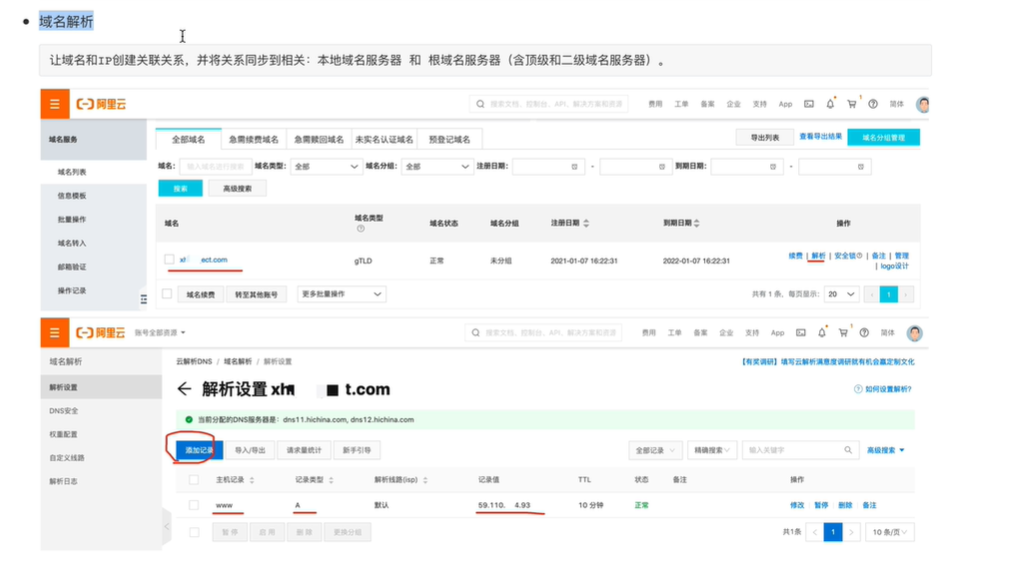 域名解析
让域名和IP创建关联关系，并将关系同步到相关：本地域名服务器 和 根域名服务器（含顶级和二级域名服务器）。
阿里云 搜索文档、控制台、API、解决方案和资源 费用 工单 备案 企业 支持 App 简体
域名服务 全部域名 急需续费域名 急需赎回域名 未实名认证域名 预登记域名 导出列表 查看导出结果 域名分组管理
域名列表 域名： 输入域名进行搜索 域名类型： 全部 域名分组： 全部 注册日期： - 到期日期： -
搜索 高级搜索
信息模板
批量操作 域名 域名类型 域名状态 域名分组 注册日期 到期日期 操作
域名转入
邮箱验证 xl ect.com gTLD 正常 未分组 2021-01-07 16:22:31 2022-01-07 16:22:31 续费 | 解析 | 安全锁 | 备注 | 管理
| logo设计
操作记录 域名续费 转至其他账号 更多批量操作 共有 1 条，每页显示： 20 1
阿里云 账号全部资源 搜索文档、控制台、API、解决方案和资源 费用 工单 备案 企业 支持 App 简体
域名解析 云解析DNS / 域名解析 / 解析设置 【有奖调研】填写云解析满意度调研就有机会赢定制文化
解析设置 解析设置 xh t.com 如何设置解析?
DNS安全 当前分配的DNS服务器是：dns11.hichina.com, dns12.hichina.com
权重配置
自定义线路 添加记录 导入/导出 请求量统计 新手引导 全部记录 精确搜索 输入关键字 高级搜索
解析日志 主机记录 记录类型 解析线路(isp) 记录值 TTL 状态 备注 操作
www A 默认 59.110. 4.93 10 分钟 正常 修改 暂停 删除 备注
暂停 启用 删除 更换分组 共1条 1 10 条/页